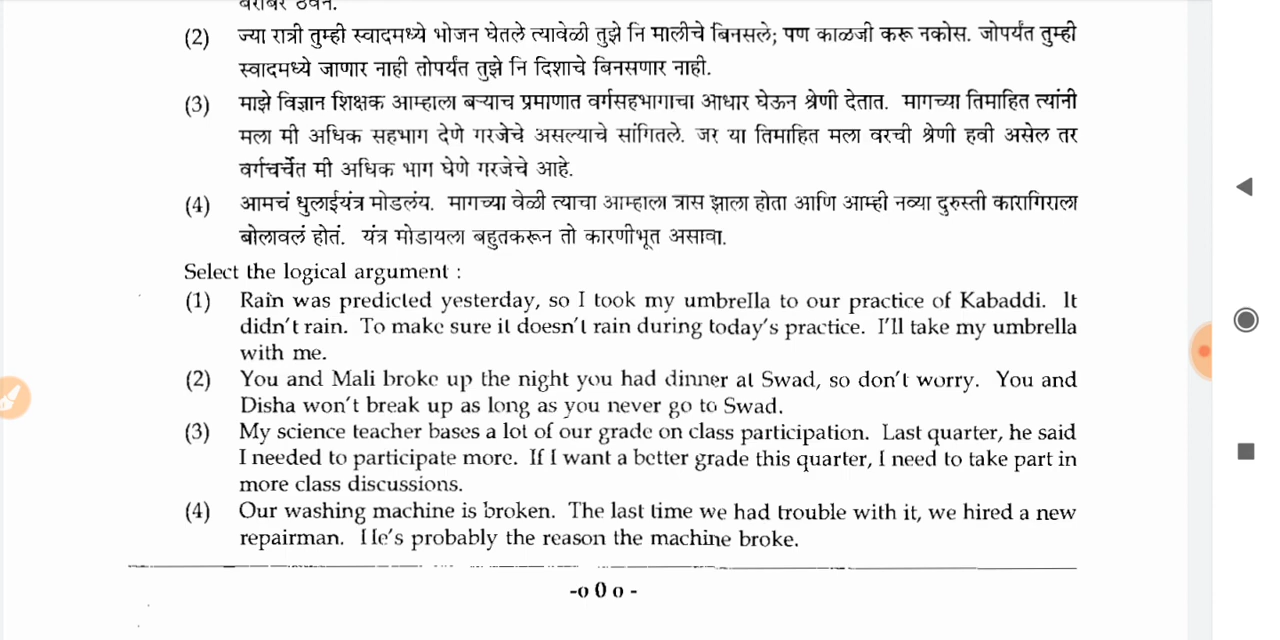 बराबर ठेवेन.
(2) ज्या रात्री तुम्ही स्वादमध्ये भोजन घेतले त्यावेळी तुझे नि मालीचे बिनसले; पण काळजी करू नकोस. जोपर्यंत तुम्ही
स्वादमध्ये जाणार नाही तोपर्यंत तुझे नि दिशाचे बिनसणार नाही.
(3) माझे विज्ञान शिक्षक आम्हाला बऱ्याच प्रमाणात वर्गसहभागाचा आधार घेऊन श्रेणी देतात. मागच्या तिमाहित त्यांनी
मला मी अधिक सहभाग देणे गरजेचे असल्याचे सांगितले. जर या तिमाहित मला वरची श्रेणी हवी असेल तर
वर्गचर्चेत मी अधिक भाग घेणे गरजेचे आहे.
(4) आमचं धुलाईयंत्र मोडलंय. मागच्या वेळी त्याचा आम्हाला त्रास झाला होता आणि आम्ही नव्या दुरुस्ती कारागिराला
बोलावलं होतं. यंत्र मोडायला बहुतकरून तो कारणीभूत असावा.
Select the logical argument :
(1) Rain was predicted yesterday, so I took my umbrella to our practice of Kabaddi. It
didn't rain. To make sure it doesn't rain during today's practice. I'll take my umbrella
with me.
(2) You and Mali broke up the night you had dinner at Swad, so don't worry. You and
Disha won't break up as long as you never go to Swad.
(3) My science teacher bases a lot of our grade on class participation. Last quarter, he said
I needed to participate more. If I want a better grade this quarter, I need to take part in
more class discussions.
(4) Our washing machine is broken. The last time we had trouble with it, we hired a new
repairman. He's probably the reason the machine broke.
-o 0 o -